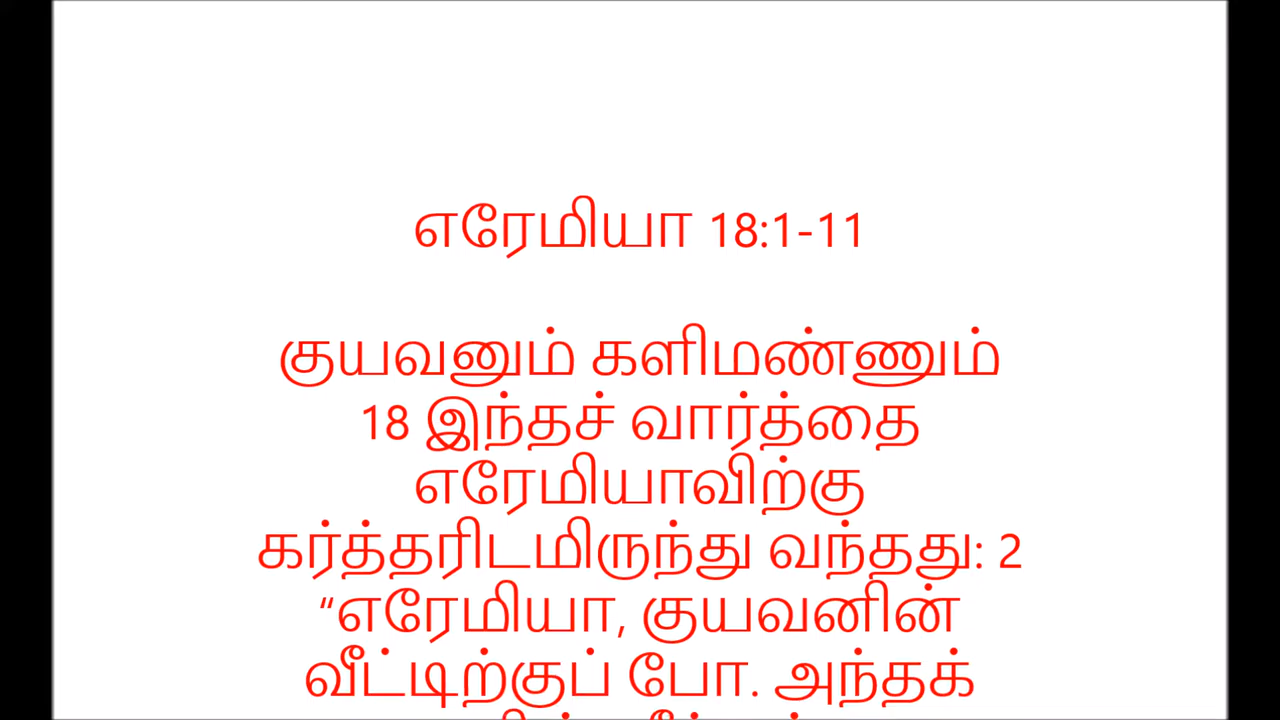 எரேமியா 18:1-11
குயவனும் களிமண்ணும்
18 இந்தச் வார்த்தை
எரேமியாவிற்கு
கர்த்தரிடமிருந்து வந்தது: 2
“எரேமியா, குயவனின்
வீட்டிற்குப் போ. அந்தக்